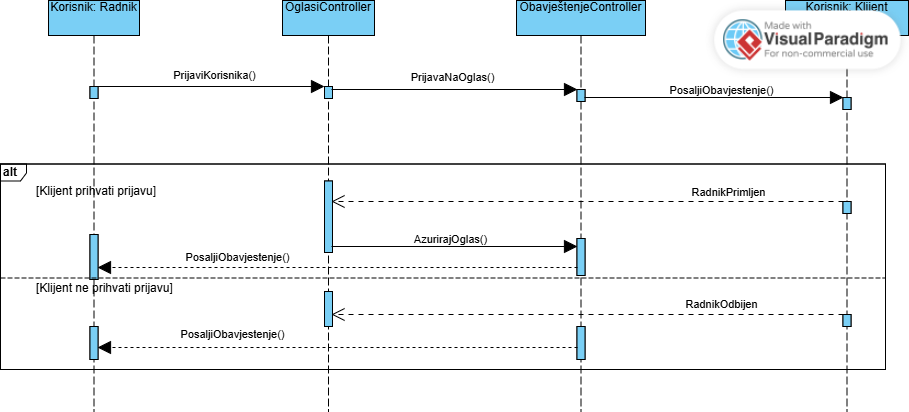 Korisnik: Radnik
OglasiController
ObavještenjeController
Korisnik: Klijent
Made with
Visual Paradigm
For non-commercial use
PrijaviKorisnika()
PrijavaNaOglas()
PosaljiObavjestenje()
alt
[Klijent prihvati prijavu]
RadnikPrimljen
AzurirajOglas()
PosaljiObavjestenje()
[Klijent ne prihvati prijavu]
RadnikOdbijen
PosaljiObavjestenje()